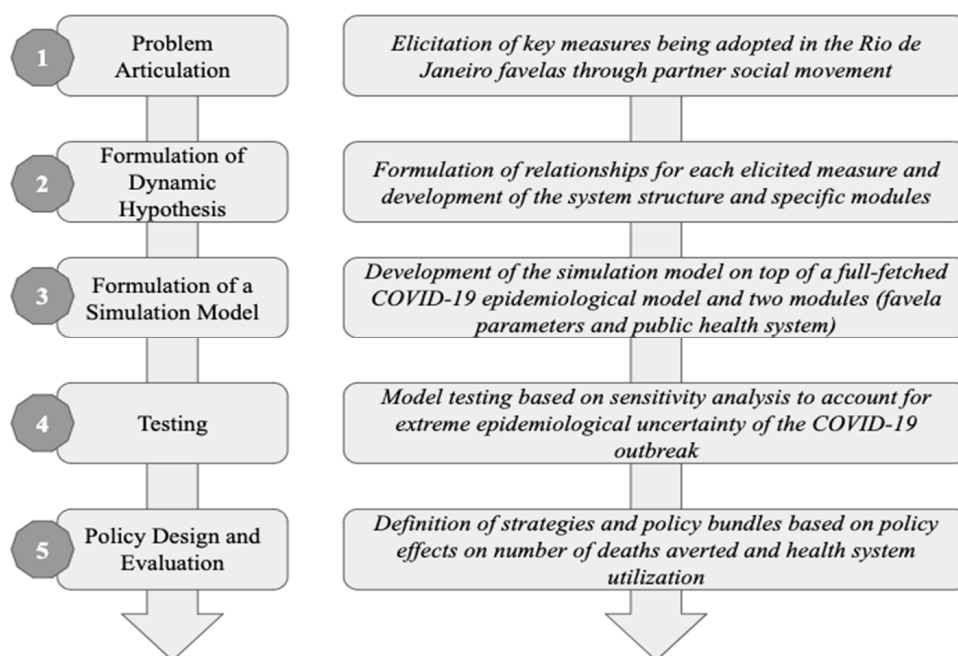 1
Problem
Articulation
Elicitation of key measures being adopted in the Rio de
Janeiro favelas through partner social movement
2
Formulation of
Dynamic
Hypothesis
Formulation of relationships for each elicited measure and
development of the system structure and specific modules
3
Formulation of a
Simulation Model
Development of the simulation model on top of a full-fetched
COVID-19 epidemiological model and two modules (favela
parameters and public health system)
4
Testing
Model testing based on sensitivity analysis to account for
extreme epidemiological uncertainty of the COVID-19
outbreak
5
Policy Design and
Evaluation
Definition of strategies and policy bundles based on policy
effects on number of deaths averted and health system
utilization